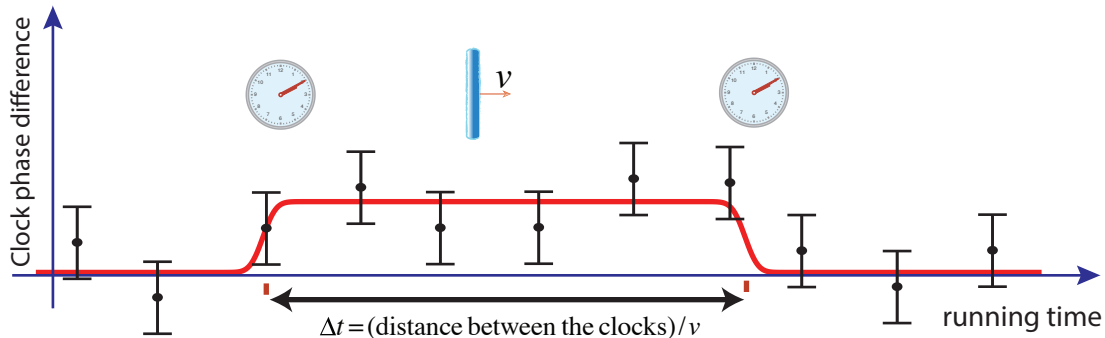 Clock phase difference
v
Δt = (distance between the clocks)/v
running time